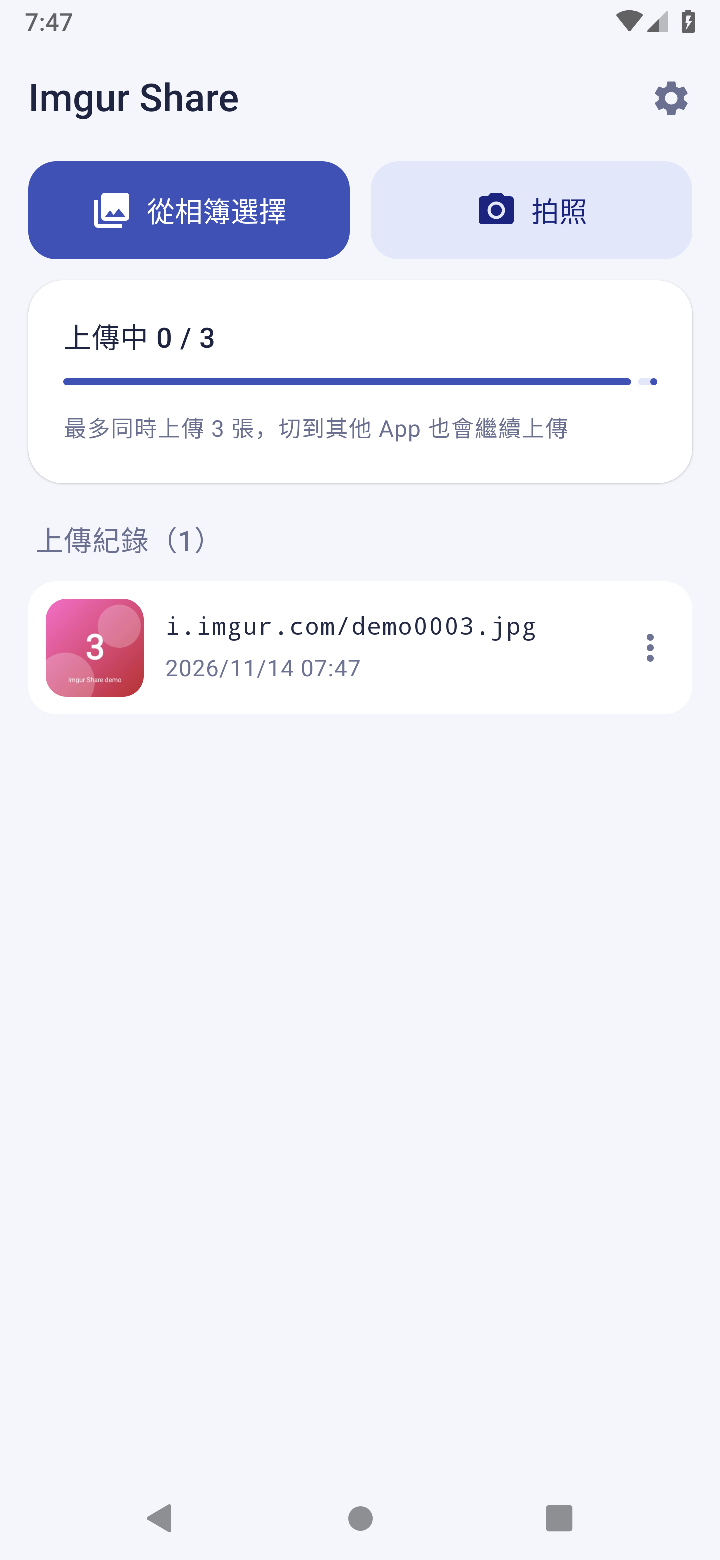 7:47
Imgur Share
從相簿選擇
拍照
上傳中 0 / 3
最多同時上傳 3 張，切到其他 App 也會繼續上傳
上傳紀錄（1）
3
Imgur Share demo
i.imgur.com/demo0003.jpg
2026/11/14 07:47